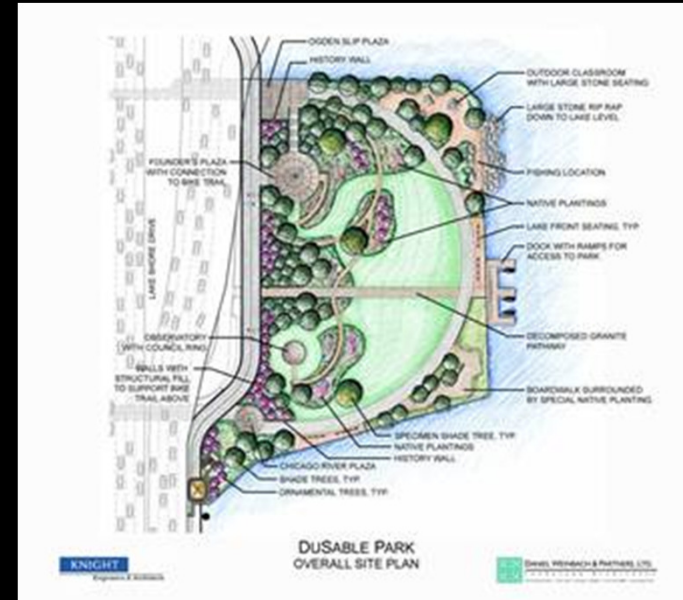 OGDEN SLIP PLAZA
HISTORY WALL
OUTDOOR CLASSROOM
WITH LARGE STONE SEATING
LARGE STONE RIP RAP
DOWN TO LAKE LEVEL
FOUNDER'S PLAZA
WITH CONNECTION
TO BIKE TRAIL
FISHING LOCATION
NATIVE PLANTINGS
LAKE FRONT SEATING, TYP
DOCK WITH RAMPS FOR
ACCESS TO PARK
LAKE SHORE DRIVE
OBSERVATORY
WITH COUNCIL RING
DECOMPOSED GRANITE
PATHWAY
WALLS WITH
STRUCTURAL FILL
TO SUPPORT BIKE
TRAIL ABOVE
BOARDWALK SURROUNDED
BY SPECIAL NATIVE PLANTING
SPECIMEN SHADE TREE, TYP.
NATIVE PLANTINGS
HISTORY WALL
CHICAGO RIVER PLAZA
SHADE TREES, TYP.
ORNAMENTAL TREES, TYP.
DUSABLE PARK
OVERALL SITE PLAN
KNIGHT
Engineers & Architects
DANIEL WEINBACH & PARTNERS, LTD.
Landscape Architects